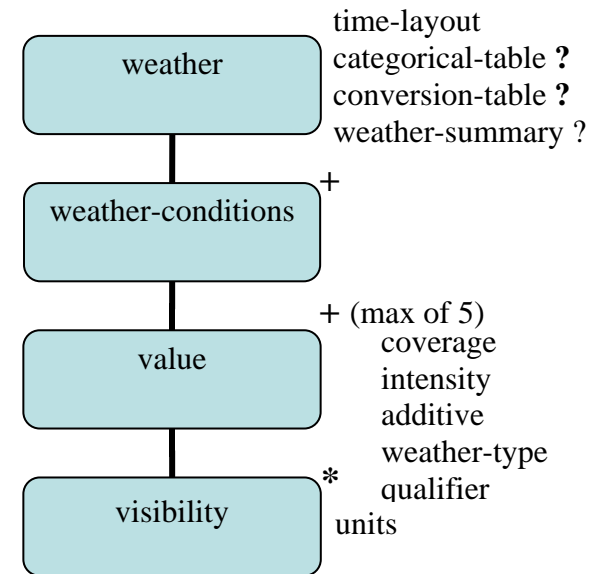 weather
time-layout
categorical-table ?
conversion-table ?
weather-summary ?
+
weather-conditions
+ (max of 5)
value
coverage
intensity
additive
weather-type
qualifier
*
visibility
units